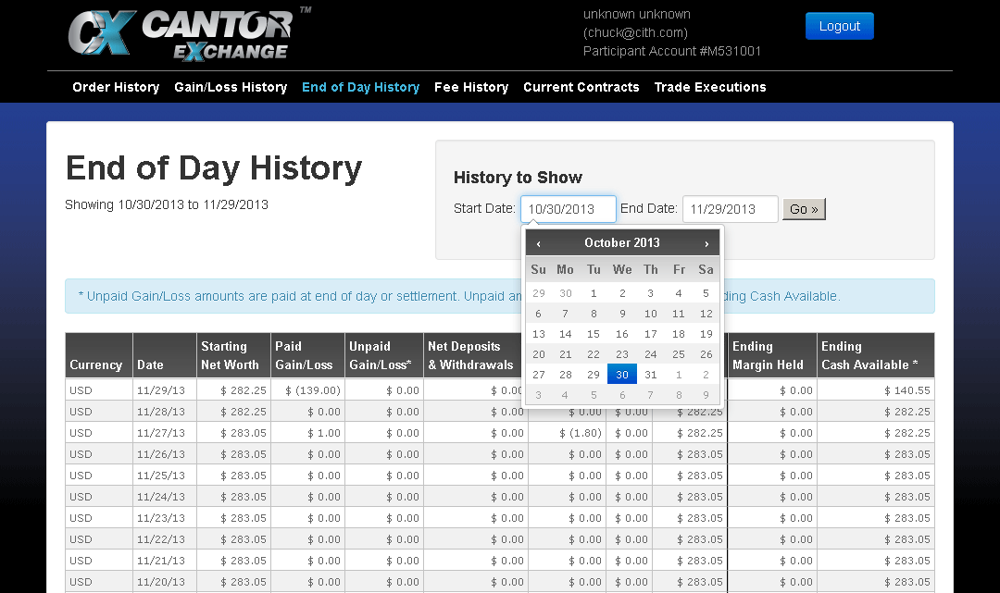 CX CANTOR EXCHANGE ™
unknown unknown
(chuck@cith.com)
Participant Account #M531001
Logout
Order History Gain/Loss History End of Day History Fee History Current Contracts Trade Executions
End of Day History
Showing 10/30/2013 to 11/29/2013
History to Show
Start Date: 10/30/2013 End Date: 11/29/2013 Go »
‹ October 2013 ›
Su Mo Tu We Th Fr Sa
29 30 1 2 3 4 5
6 7 8 9 10 11 12
13 14 15 16 17 18 19
20 21 22 23 24 25 26
27 28 29 30 31 1 2
3 4 5 6 7 8 9
* Unpaid Gain/Loss amounts are paid at end of day or settlement. Unpaid
Cash Available.
Currency Date Starting Net Worth Paid Gain/Loss Unpaid Gain/Loss* Net Deposits & Withdrawals Ending Margin Held Ending Cash Available *
USD 11/29/13 $ 282.25 $ (139.00) $ 0.00 $ 0.00 $ 0.00 $ 140.55
USD 11/28/13 $ 282.25 $ 0.00 $ 0.00 $ 0.00 $ 0.00 $ 0.00 $ 282.25 $ 0.00 $ 282.25
USD 11/27/13 $ 283.05 $ 1.00 $ 0.00 $ 0.00 $ (1.80) $ 0.00 $ 282.25 $ 0.00 $ 282.25
USD 11/26/13 $ 283.05 $ 0.00 $ 0.00 $ 0.00 $ 0.00 $ 0.00 $ 283.05 $ 0.00 $ 283.05
USD 11/25/13 $ 283.05 $ 0.00 $ 0.00 $ 0.00 $ 0.00 $ 0.00 $ 283.05 $ 0.00 $ 283.05
USD 11/24/13 $ 283.05 $ 0.00 $ 0.00 $ 0.00 $ 0.00 $ 0.00 $ 283.05 $ 0.00 $ 283.05
USD 11/23/13 $ 283.05 $ 0.00 $ 0.00 $ 0.00 $ 0.00 $ 0.00 $ 283.05 $ 0.00 $ 283.05
USD 11/22/13 $ 283.05 $ 0.00 $ 0.00 $ 0.00 $ 0.00 $ 0.00 $ 283.05 $ 0.00 $ 283.05
USD 11/21/13 $ 283.05 $ 0.00 $ 0.00 $ 0.00 $ 0.00 $ 0.00 $ 283.05 $ 0.00 $ 283.05
USD 11/20/13 $ 283.05 $ 0.00 $ 0.00 $ 0.00 $ 0.00 $ 0.00 $ 283.05 $ 0.00 $ 283.05